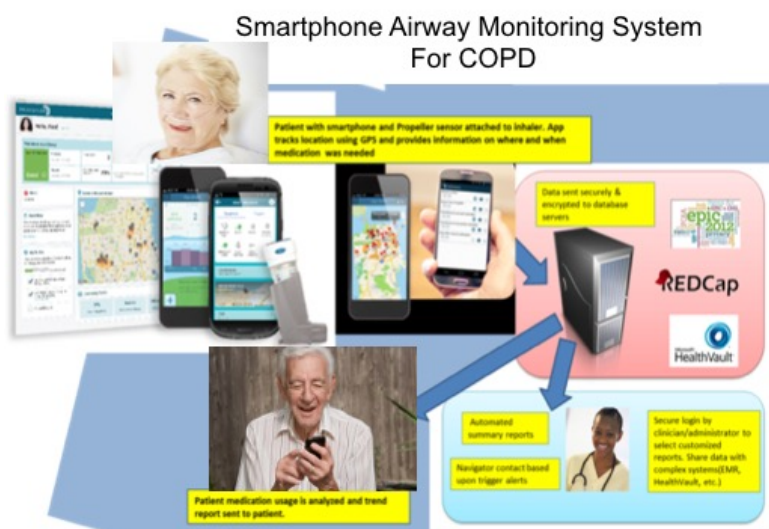 Smartphone Airway Monitoring System
For COPD
Patient with smartphone and Propeller sensor attached to inhaler. App
tracks location using GPS and provides information on where and when
medication was needed
Data sent securely &
encrypted to database
servers
epic
2012
REDCap
Microsoft
HealthVault
Automated
summary reports
Navigator contact based
upon trigger alerts
Secure login by
clinician/administrator to
select customized
reports. Share data with
complex systems(EMR,
HealthVault, etc.)
Patient medication usage is analyzed and trend
report sent to patient.